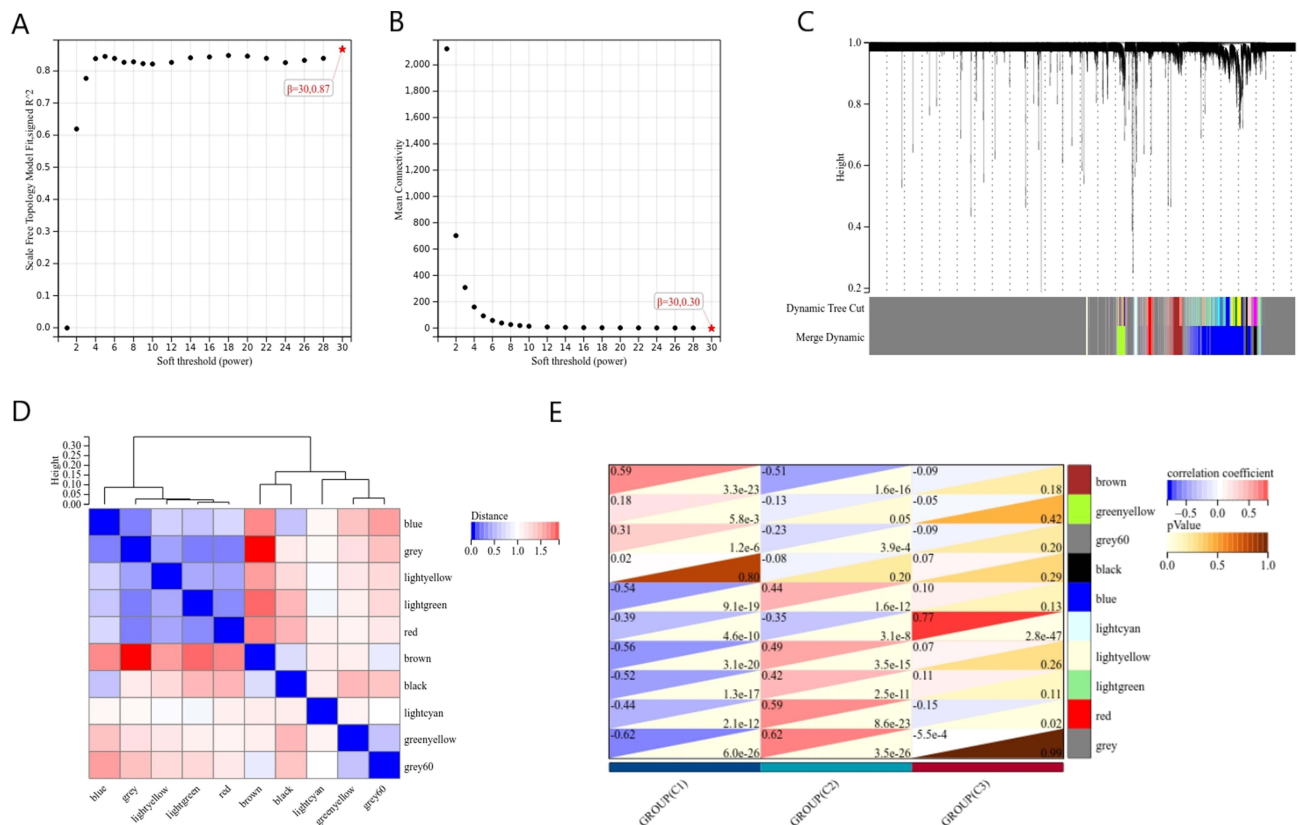 A
Scale Free Topology Model Fit,signed R^2
0.8
0.6
0.4
0.3
0.2
0.1
0.0
β=30,0.87
2 4 6 8 10 12 14 16 18 20 22 24 26 28 30
Soft threshold (power)
B
Mean Connectivity
2,000
1,800
1,600
1,400
1,200
1,000
800
600
400
200
0
β=30,0.30
2 4 6 8 10 12 14 16 18 20 22 24 26 28 30
Soft threshold (power)
C
Height
1.0
0.8
0.6
0.4
0.2
Dynamic Tree Cut
Merge Dynamic
D
Height
0.30
0.25
0.20
0.15
0.10
0.05
0.00
blue
grey
lightyellow
lightgreen
red
brown
black
lightcyan
greenyellow
grey60
blue grey lightyellow lightgreen red brown black lightcyan greenyellow grey60
Distance
0.0 0.5 1.0 1.5
E
0.59 -0.51 -0.09
3.3e-23 1.6e-16 0.18
0.18 -0.13 -0.05
5.8e-3 0.05 0.42
0.31 -0.23 -0.09
1.2e-6 3.9e-4 0.20
0.02 -0.08 0.07
0.80 0.20 0.29
-0.54 0.44 0.10
9.1e-19 1.6e-12 0.13
-0.39 -0.35 0.77
4.6e-10 3.1e-8 2.8e-47
-0.56 0.49 0.07
3.1e-20 3.5e-15 0.26
-0.52 0.42 0.11
1.3e-17 2.5e-11 0.11
-0.44 0.59 -0.15
2.1e-12 8.6e-23 0.02
-0.62 0.62 -5.5e-4
6.0e-26 3.5e-26 0.99
GROUP(C1) GROUP(C2) GROUP(C3)
brown
greenyellow
grey60
black
blue
lightcyan
lightyellow
lightgreen
red
grey
correlation coefficient
-0.5 0.0 0.5
pValue
0.0 0.5 1.0